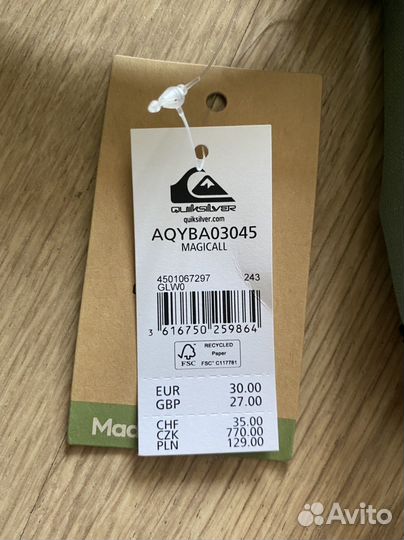 QUIKSILVER
quiksilver.com
AQYBA03045
MAGICALL
4501067297 243
GLW0
3 616750 259864
RECYCLED
Paper
FSC® C117781
FSC
EUR 30.00
GBP 27.00
CHF 35.00
CZK 770.00
PLN 129.00
Mad
Avito